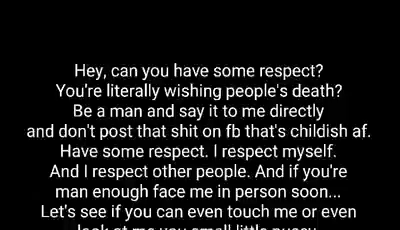 Hey, can you have some respect?
You're literally wishing people's death?
Be a man and say it to me directly
and don't post that shit on fb that's childish af.
Have some respect. I respect myself.
And I respect other people. And if you're
man enough face me in person soon...
Let's see if you can even touch me or even
look at me you small little pussy